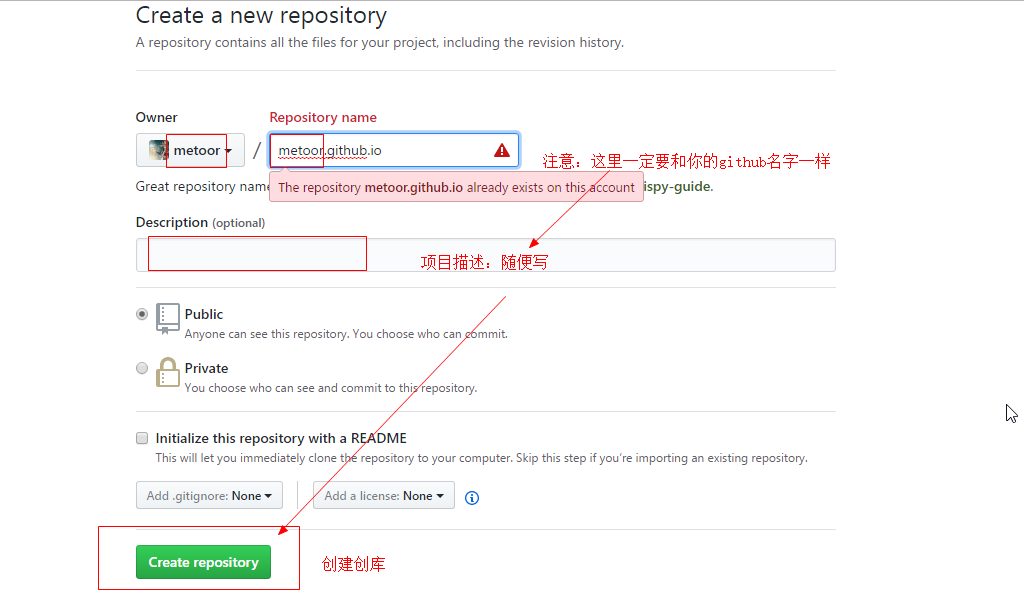 Create a new repository
A repository contains all the files for your project, including the revision history.
Owner
Repository name
metoor
/
metoor.github.io
注意：这里一定要和你的github名字一样
Great repository name
ispy-guide.
The repository metoor.github.io already exists on this account
Description (optional)
项目描述：随便写
Public
Anyone can see this repository. You choose who can commit.
Private
You choose who can see and commit to this repository.
Initialize this repository with a README
This will let you immediately clone the repository to your computer. Skip this step if you're importing an existing repository.
Add .gitignore: None
Add a license: None
Create repository
创建创库